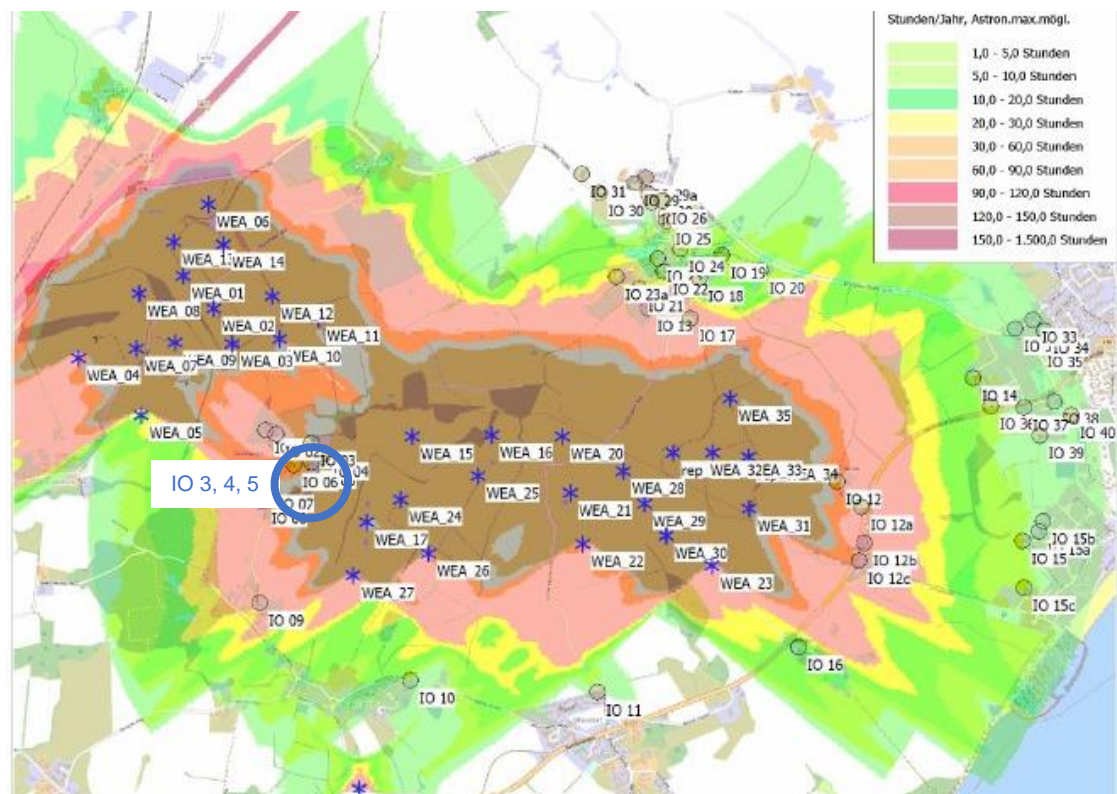 Stunden/Jahr, Astron.max.mögl.
1,0 - 5,0 Stunden
5,0 - 10,0 Stunden
10,0 - 20,0 Stunden
20,0 - 30,0 Stunden
30,0 - 60,0 Stunden
60,0 - 90,0 Stunden
90,0 - 120,0 Stunden
120,0 - 150,0 Stunden
150,0 - 1.500,0 Stunden
IO 31
IO 30
IO 26
IO 25
WEA_06
WEA_14
IO 24
IO 19
IO 20
WEA_01
IO 22
IO 18
IO 23a
IO 21
WEA_08
WEA_12
IO 13
IO 17
WEA_02
WEA_11
IO 33
WEA_09
WEA_03
WEA_10
WEA_07
WEA_04
IO 35
WEA_35
IO 14
WEA_05
IO 37
IO 38
IO 40
IO 39
WEA_15
WEA_16
WEA_20
WEA_32
WEA_28
IO 3, 4, 5
IO 06
WEA_25
IO 12
WEA_24
WEA_21
WEA_29
WEA_31
IO 12a
WEA_17
IO 15b
IO 15
WEA_26
WEA_22
WEA_30
IO 12b
IO 12c
WEA_27
WEA_23
IO 15c
IO 09
IO 16
IO 10
IO 11